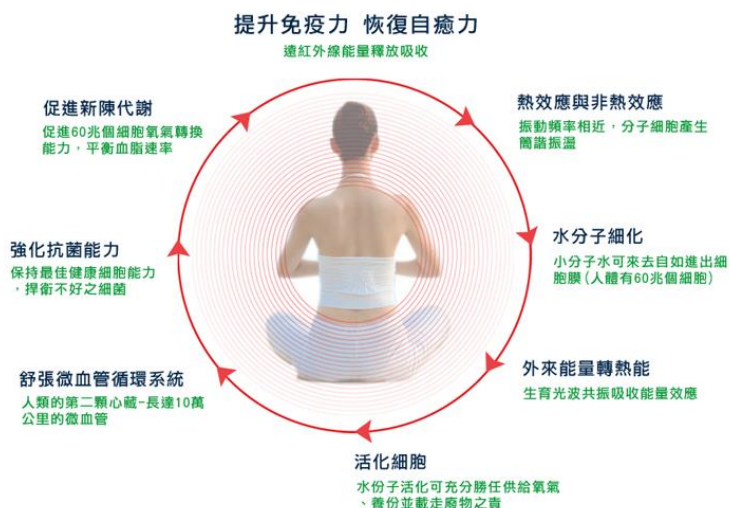 提升免疫力 恢復自癒力
遠紅外線能量釋放吸收
熱效應與非熱效應
振動頻率相近，分子細胞產生
簡諧振盪
水分子細化
小分子水可來去自如進出細
胞膜(人體有60兆個細胞)
外來能量轉熱能
生育光波共振吸收能量效應
活化細胞
水份子活化可充分勝任供給氧氣
、養份並載走廢物之責
舒張微血管循環系統
人類的第二顆心藏-長達10萬
公里的微血管
強化抗菌能力
保持最佳健康細胞能力
，捍衛不好之細菌
促進新陳代謝
促進60兆個細胞氧氣轉換
能力，平衡血脂速率